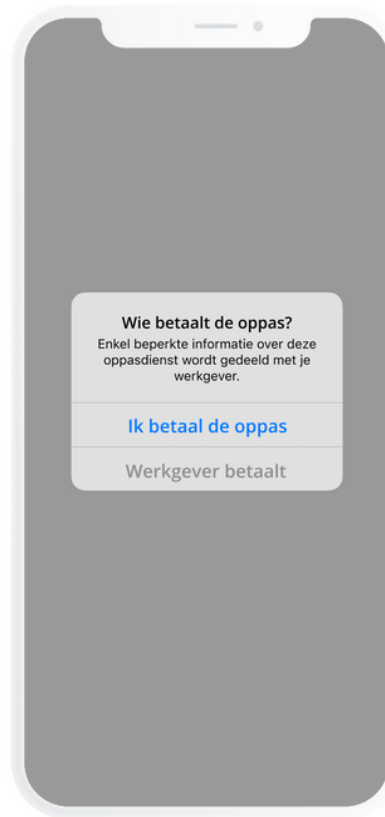 Wie betaalt de oppas?
Enkel beperkte informatie over deze
oppasdienst wordt gedeeld met je
werkgever.
Ik betaal de oppas
Werkgever betaalt